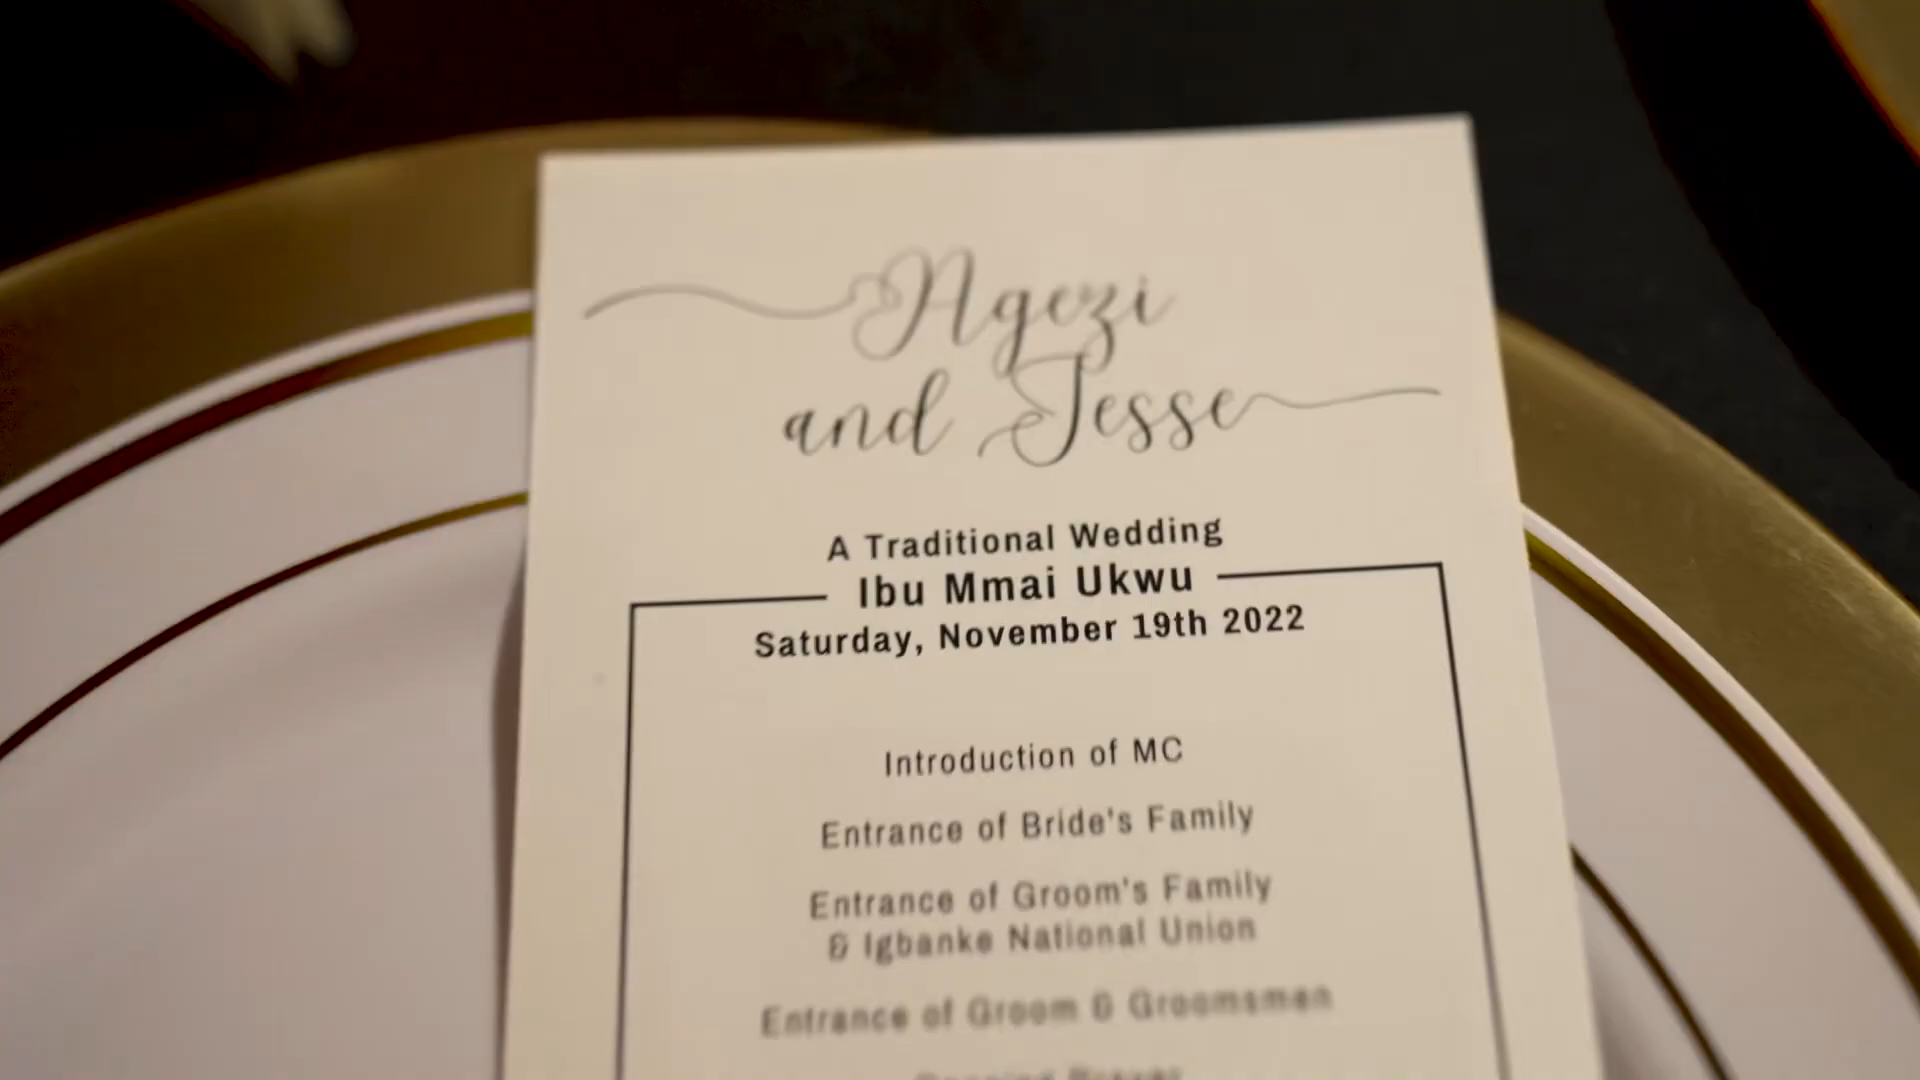 Ngezi
and Jesse
A Traditional Wedding
Ibu Mmai Ukwu
Saturday, November 19th 2022
Introduction of MC
Entrance of Bride's Family
Entrance of Groom's Family
& Igbanke National Union
Entrance of Groom & Groomsmen